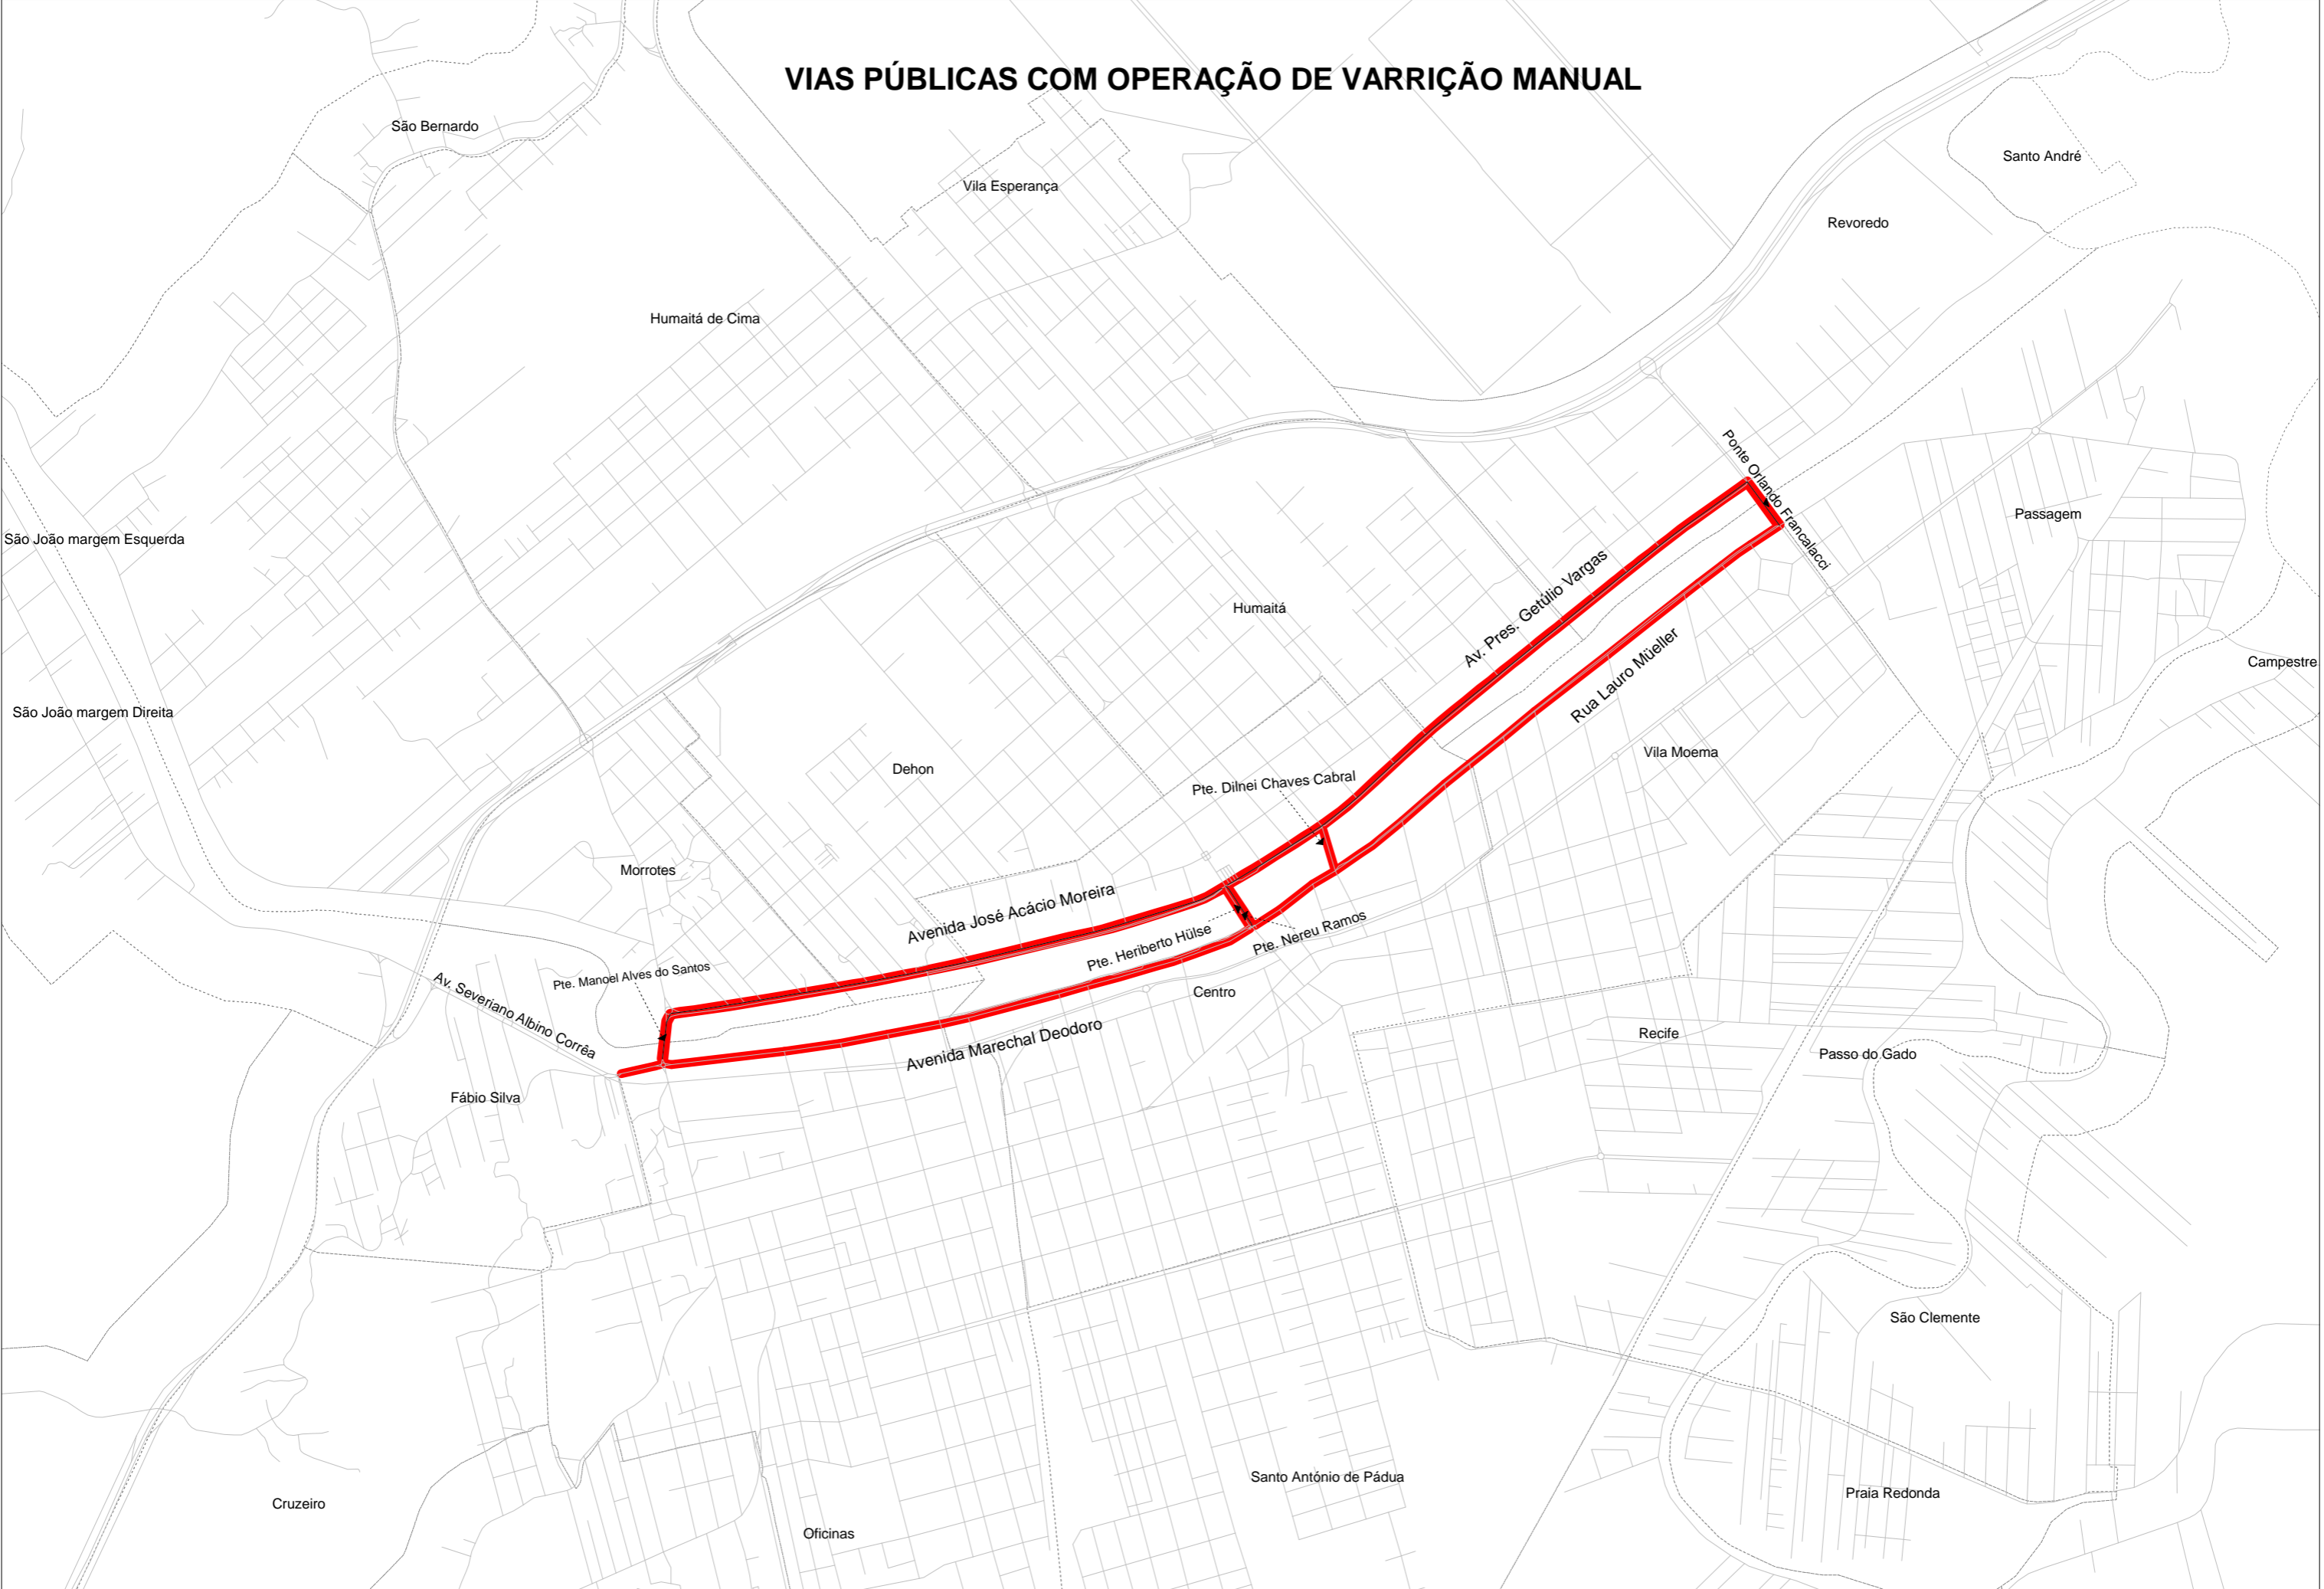 VIAS PÚBLICAS COM OPERAÇÃO DE VARRIÇÃO MANUAL
São Bernardo
Santo André
Vila Esperança
Revoredo
Humaitá de Cima
Ponte Orlando Francalacci
Passagem
São João margem Esquerda
Av. Pres. Getúlio Vargas
Humaitá
Rua Lauro Müeller
Campestre
São João margem Direita
Vila Moema
Dehon
Pte. Dilnei Chaves Cabral
Morrotes
Avenida José Acácio Moreira
Pte. Heriberto Hülse
Pte. Nereu Ramos
Pte. Manoel Alves do Santos
Av. Severiano Albino Corrêa
Centro
Avenida Marechal Deodoro
Recife
Passo do Gado
Fábio Silva
São Clemente
Santo António de Pádua
Praia Redonda
Cruzeiro
Oficinas